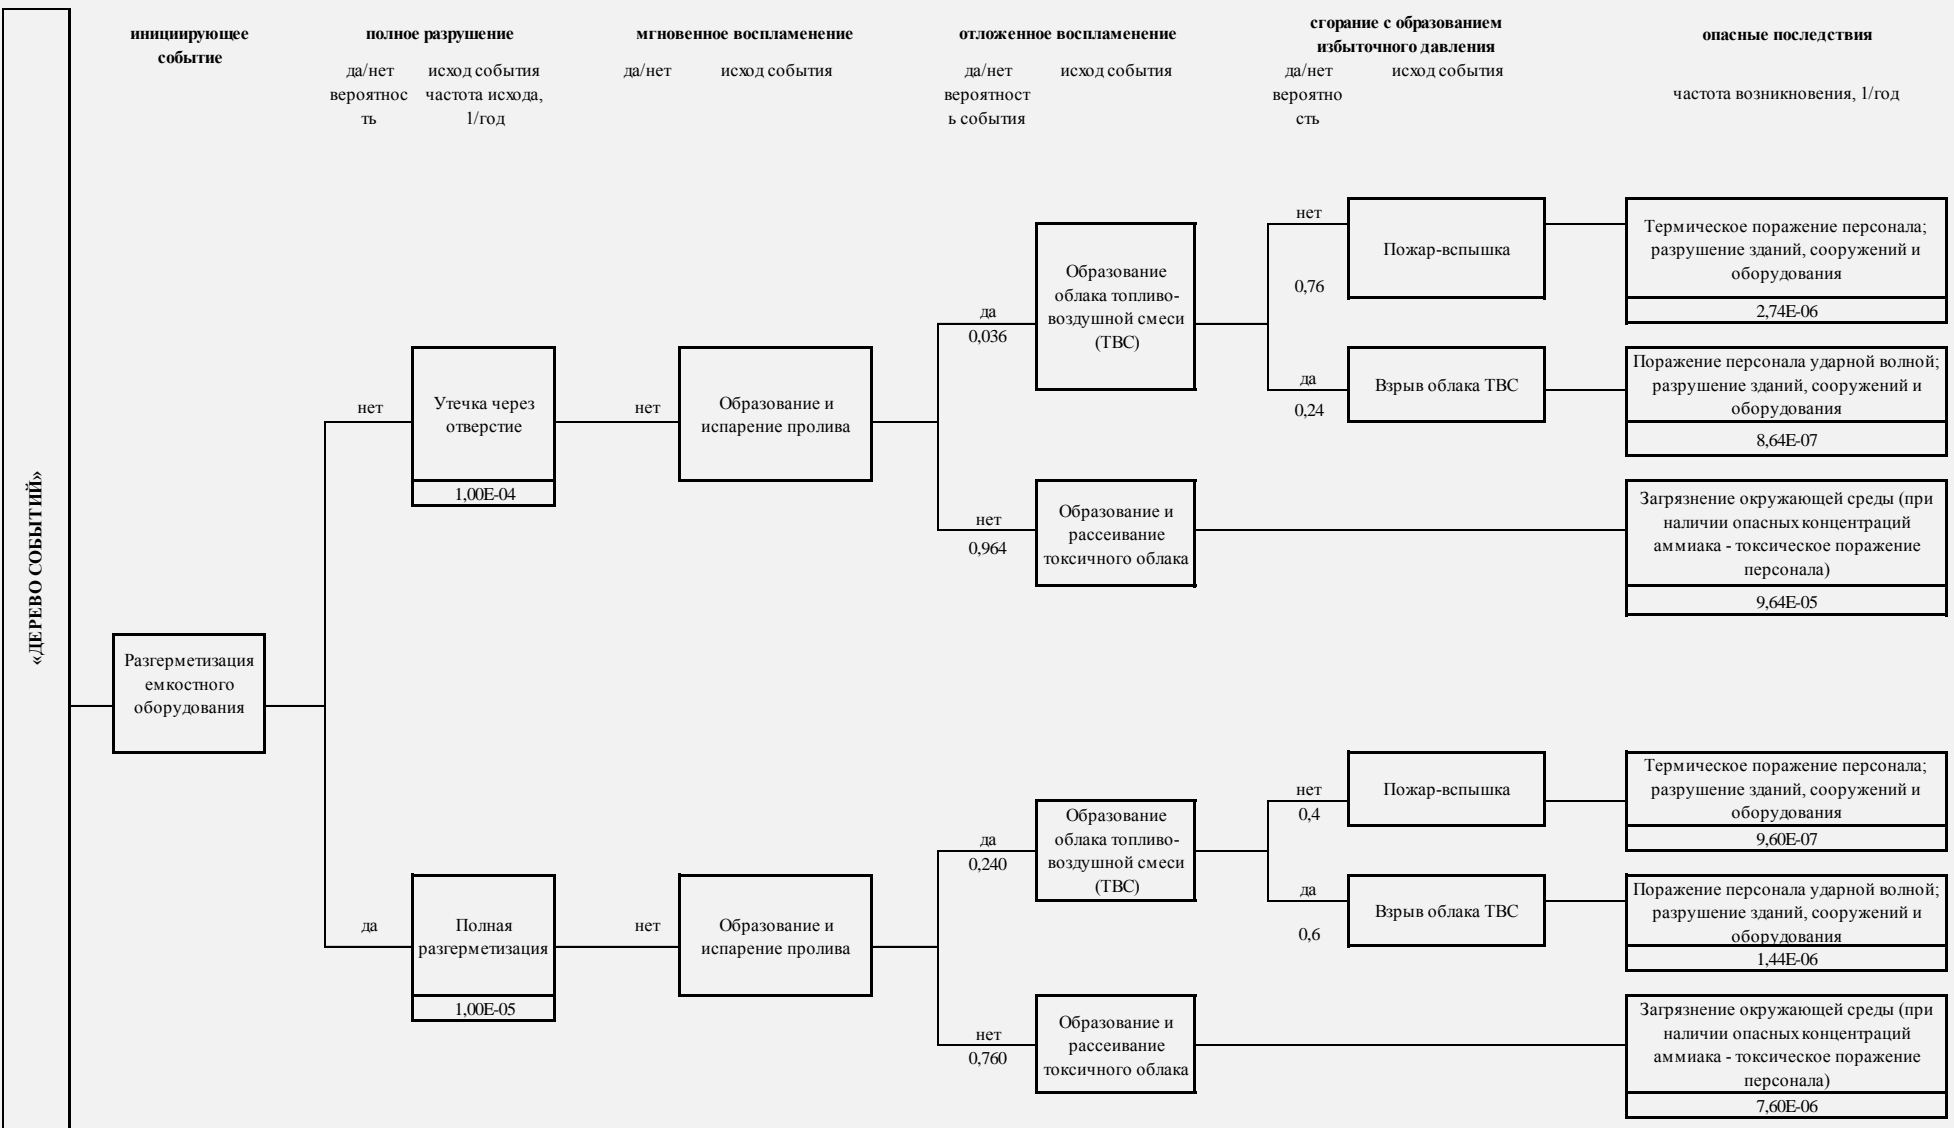 «ДЕРЕВО СОБЫТИЙ»
инициирующее
событие
полное разрушение
мгновенное воспламенение
отложенное воспламенение
сгорание с образованием
избыточного давления
опасные последствия
да/нет
вероятнос
ть
исход события
частота исхода,
1/год
да/нет
исход события
да/нет
вероятност
ь события
исход события
да/нет
вероятно
сть
исход события
частота возникновения, 1/год
Разгерметизация
емкостного
оборудования
нет
Утечка через
отверстие
1,00E-04
нет
Образование и
испарение пролива
да
0,036
Образование
облака топливо-
воздушной смеси
(ТВС)
нет
0,76
Пожар-вспышка
Термическое поражение персонала;
разрушение зданий, сооружений и
оборудования
2,74E-06
да
0,24
Взрыв облака ТВС
Поражение персонала ударной волной;
разрушение зданий, сооружений и
оборудования
8,64E-07
нет
0,964
Образование и
рассеивание
токсичного облака
Загрязнение окружающей среды (при
наличии опасных концентраций
аммиака - токсическое поражение
персонала)
9,64E-05
да
Полная
разгерметизация
1,00E-05
нет
Образование и
испарение пролива
да
0,240
Образование
облака топливо-
воздушной смеси
(ТВС)
нет
0,4
Пожар-вспышка
Термическое поражение персонала;
разрушение зданий, сооружений и
оборудования
9,60E-07
да
0,6
Взрыв облака ТВС
Поражение персонала ударной волной;
разрушение зданий, сооружений и
оборудования
1,44E-06
нет
0,760
Образование и
рассеивание
токсичного облака
Загрязнение окружающей среды (при
наличии опасных концентраций
аммиака - токсическое поражение
персонала)
7,60E-06